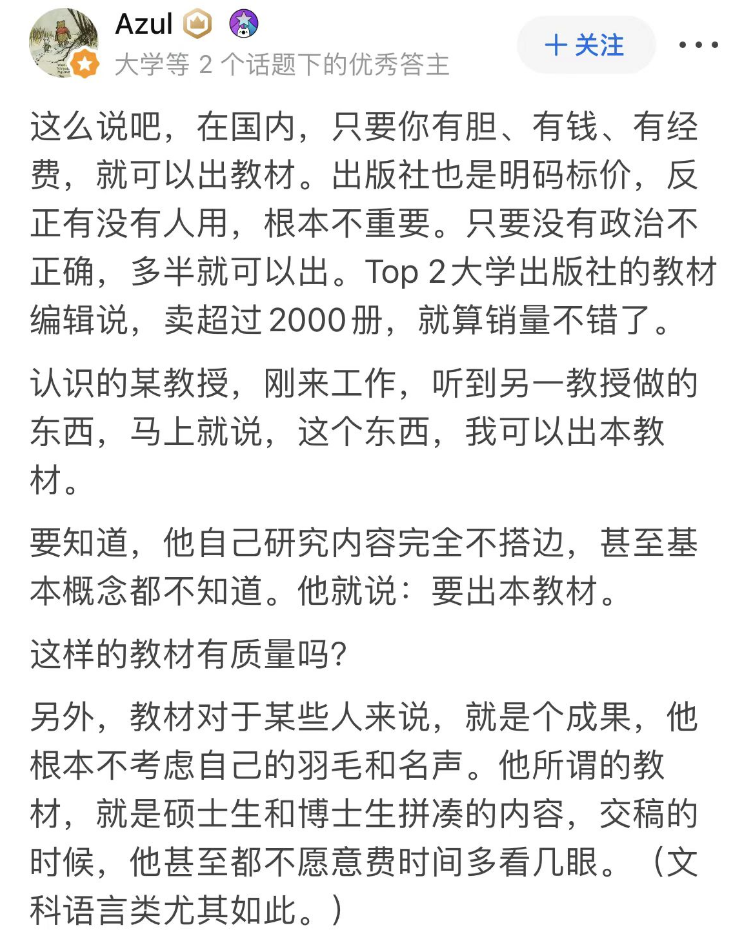 Azul
大学等 2 个话题下的优秀答主
＋关注
这么说吧，在国内，只要你有胆、有钱、有经
费，就可以出教材。出版社也是明码标价，反
正有没有人用，根本不重要。只要没有政治不
正确，多半就可以出。Top 2大学出版社的教材
编辑说，卖超过2000册，就算销量不错了。
认识的某教授，刚来工作，听到另一教授做的
东西，马上就说，这个东西，我可以出本教
材。
要知道，他自己研究内容完全不搭边，甚至基
本概念都不知道。他就说：要出本教材。
这样的教材有质量吗？
另外，教材对于某些人来说，就是个成果，他
根本不考虑自己的羽毛和名声。他所谓的教
材，就是硕士生和博士生拼凑的内容，交稿的
时候，他甚至都不愿意费时间多看几眼。（文
科语言类尤其如此。）